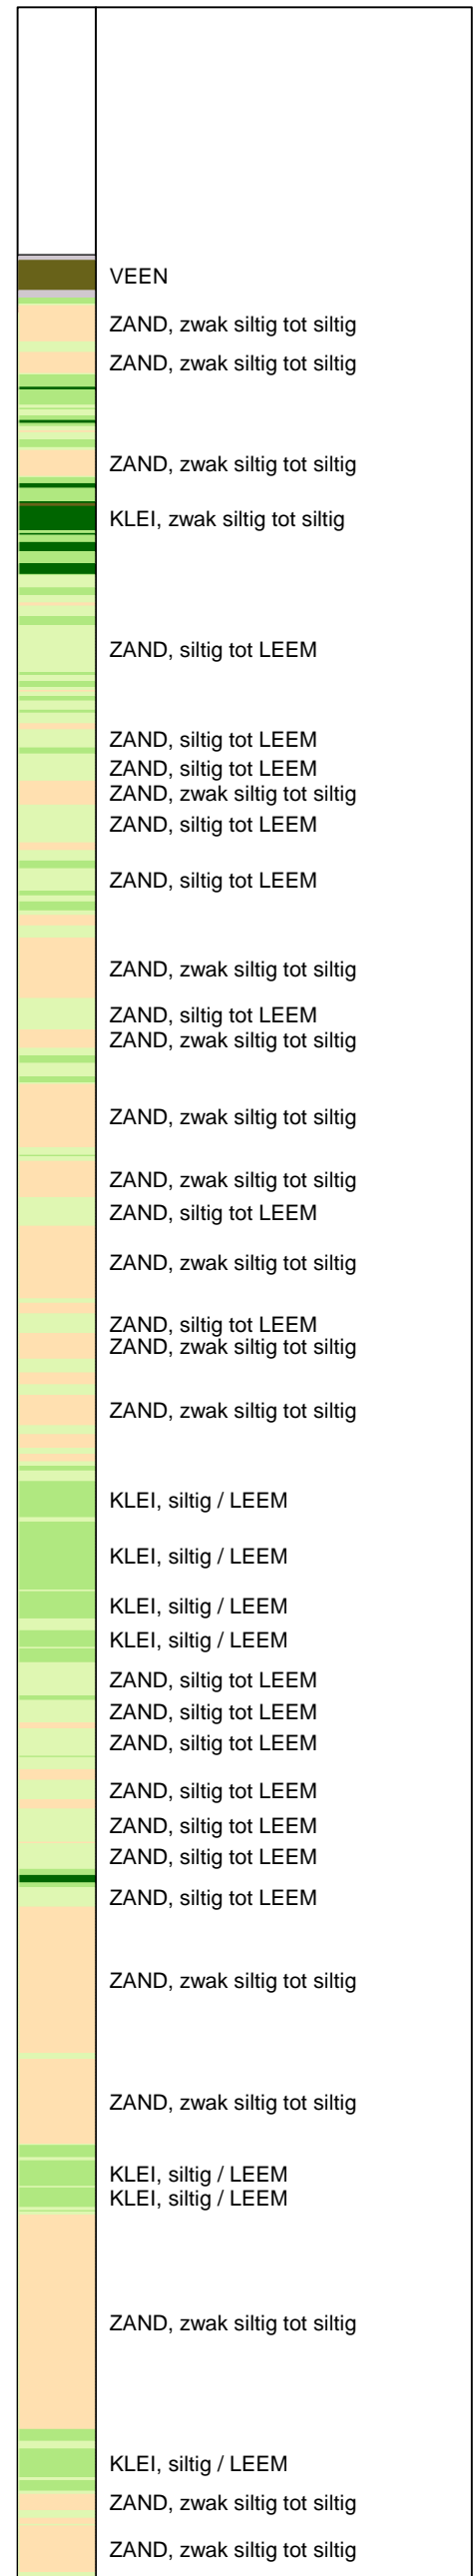 VEEN
ZAND, zwak siltig tot siltig
ZAND, zwak siltig tot siltig
ZAND, zwak siltig tot siltig
KLEI, zwak siltig tot siltig
ZAND, siltig tot LEEM
ZAND, siltig tot LEEM
ZAND, siltig tot LEEM
ZAND, zwak siltig tot siltig
ZAND, siltig tot LEEM
ZAND, siltig tot LEEM
ZAND, zwak siltig tot siltig
ZAND, siltig tot LEEM
ZAND, zwak siltig tot siltig
ZAND, zwak siltig tot siltig
ZAND, zwak siltig tot siltig
ZAND, siltig tot LEEM
ZAND, zwak siltig tot siltig
ZAND, siltig tot LEEM
ZAND, zwak siltig tot siltig
ZAND, zwak siltig tot siltig
KLEI, siltig / LEEM
KLEI, siltig / LEEM
KLEI, siltig / LEEM
KLEI, siltig / LEEM
ZAND, siltig tot LEEM
ZAND, siltig tot LEEM
ZAND, siltig tot LEEM
ZAND, siltig tot LEEM
ZAND, siltig tot LEEM
ZAND, siltig tot LEEM
ZAND, siltig tot LEEM
ZAND, zwak siltig tot siltig
ZAND, zwak siltig tot siltig
KLEI, siltig / LEEM
KLEI, siltig / LEEM
ZAND, zwak siltig tot siltig
KLEI, siltig / LEEM
ZAND, zwak siltig tot siltig
ZAND, zwak siltig tot siltig